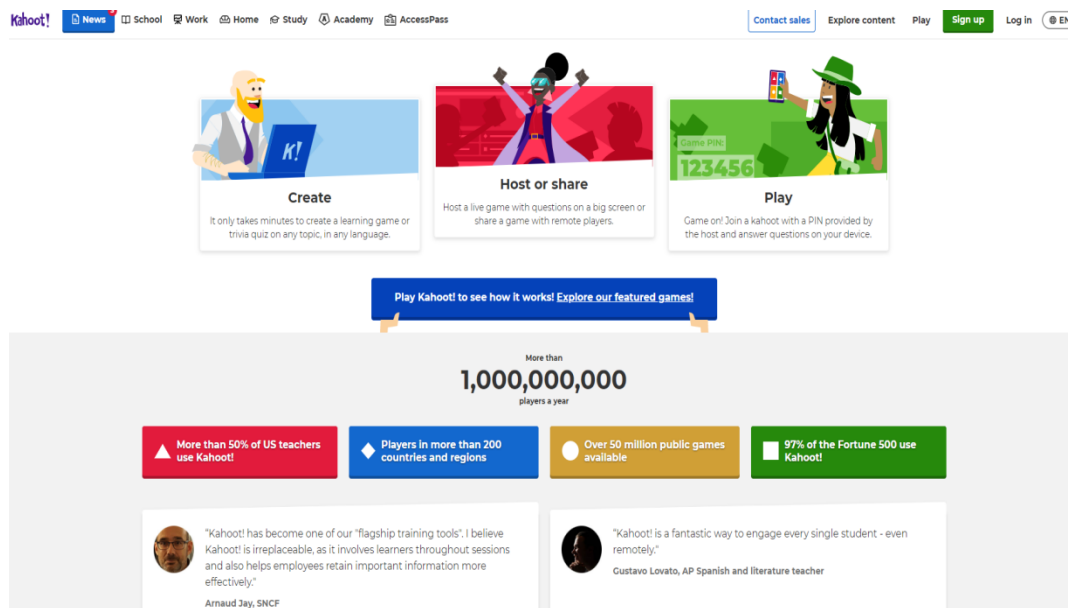 Kahoot! News School Work Home Study Academy AccessPass Contact sales Explore content Play Sign up Log in EN
K!
Game PIN:
123456
Create
It only takes minutes to create a learning game or
trivia quiz on any topic, in any language.
Host or share
Host a live game with questions on a big screen or
share a game with remote players.
Play
Game on! Join a kahoot with a PIN provided by
the host and answer questions on your device.
Play Kahoot! to see how it works! Explore our featured games!
More than
1,000,000,000
players a year
More than 50% of US teachers
use Kahoot!
Players in more than 200
countries and regions
Over 50 million public games
available
97% of the Fortune 500 use
Kahoot!
"Kahoot! has become one of our "flagship training tools". I believe
Kahoot! is irreplaceable, as it involves learners throughout sessions
and also helps employees retain important information more
effectively."
Arnaud Jay, SNCF
"Kahoot! is a fantastic way to engage every single student - even
remotely."
Gustavo Lovato, AP Spanish and literature teacher